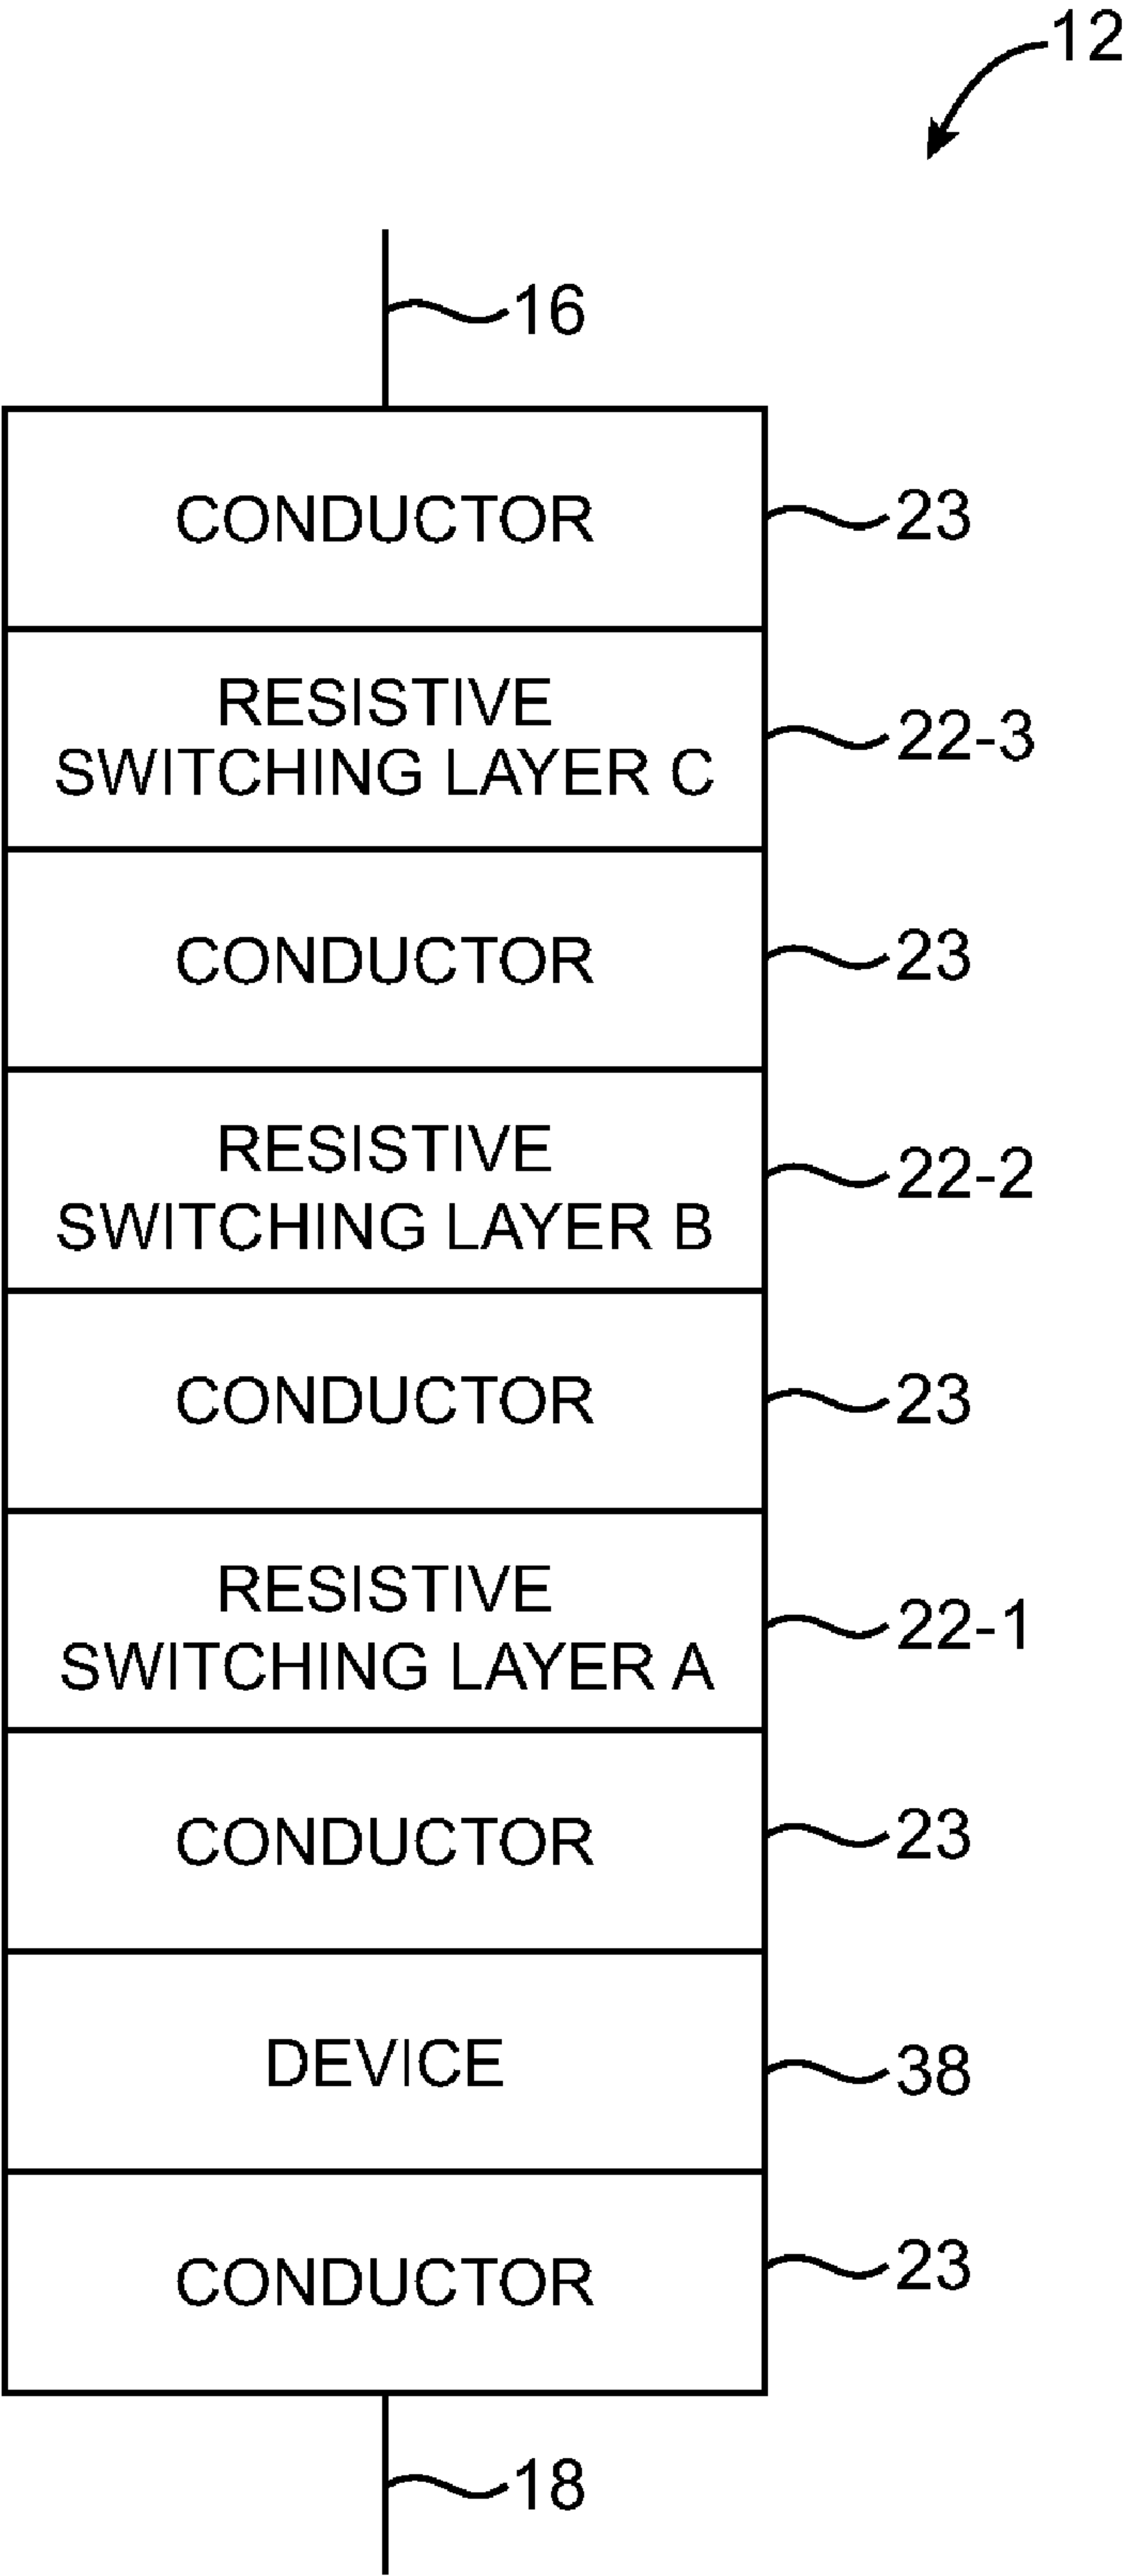 12
16
CONDUCTOR
23
RESISTIVE
SWITCHING LAYER C
22-3
CONDUCTOR
23
RESISTIVE
SWITCHING LAYER B
22-2
CONDUCTOR
23
RESISTIVE
SWITCHING LAYER A
22-1
CONDUCTOR
23
DEVICE
38
CONDUCTOR
23
18